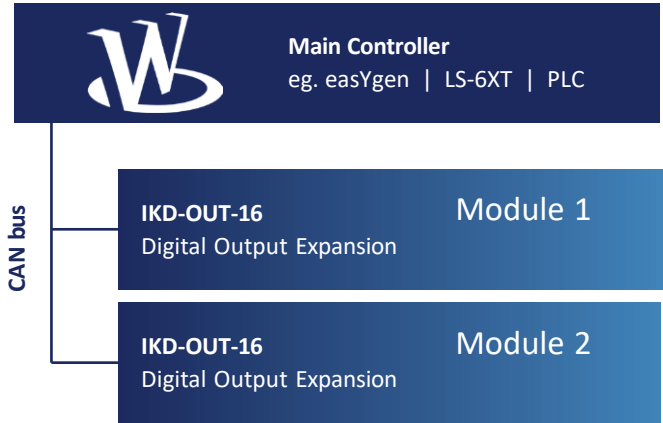 Main Controller
eg. easYgen | LS-6XT | PLC
CAN bus
IKD-OUT-16
Digital Output Expansion
Module 1
IKD-OUT-16
Digital Output Expansion
Module 2